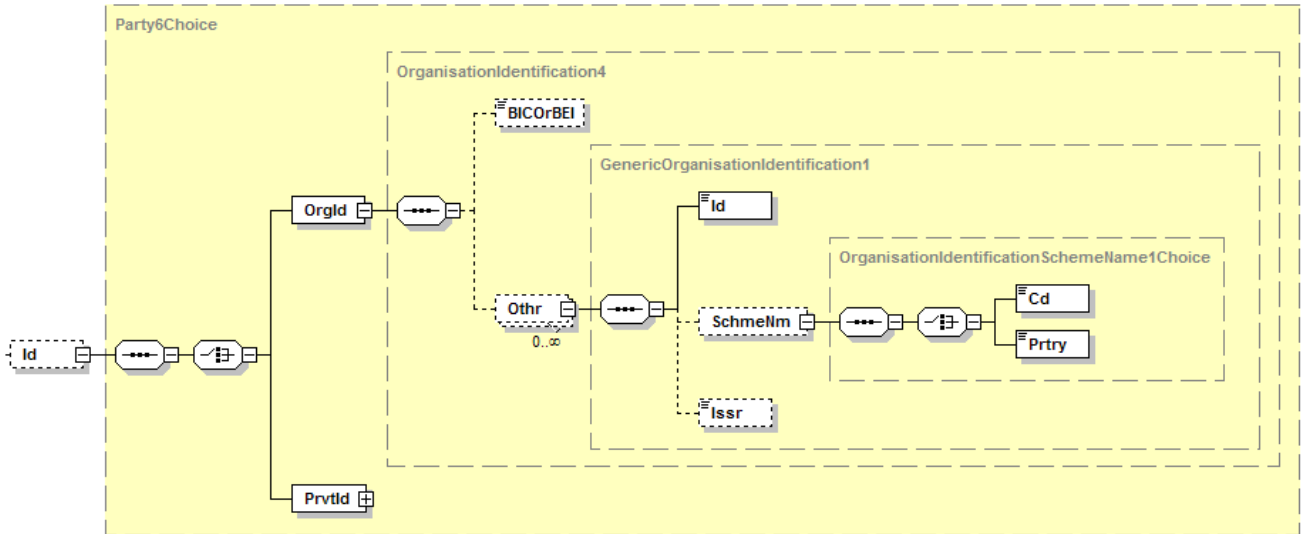 Party6Choice
OrganisationIdentification4
BICOrBEI
GenericOrganisationIdentification1
Id
OrgId
OrganisationIdentificationSchemeName1Choice
Cd
Othr
SchmeNm
0..∞
Prtry
Id
Issr
PrvtId